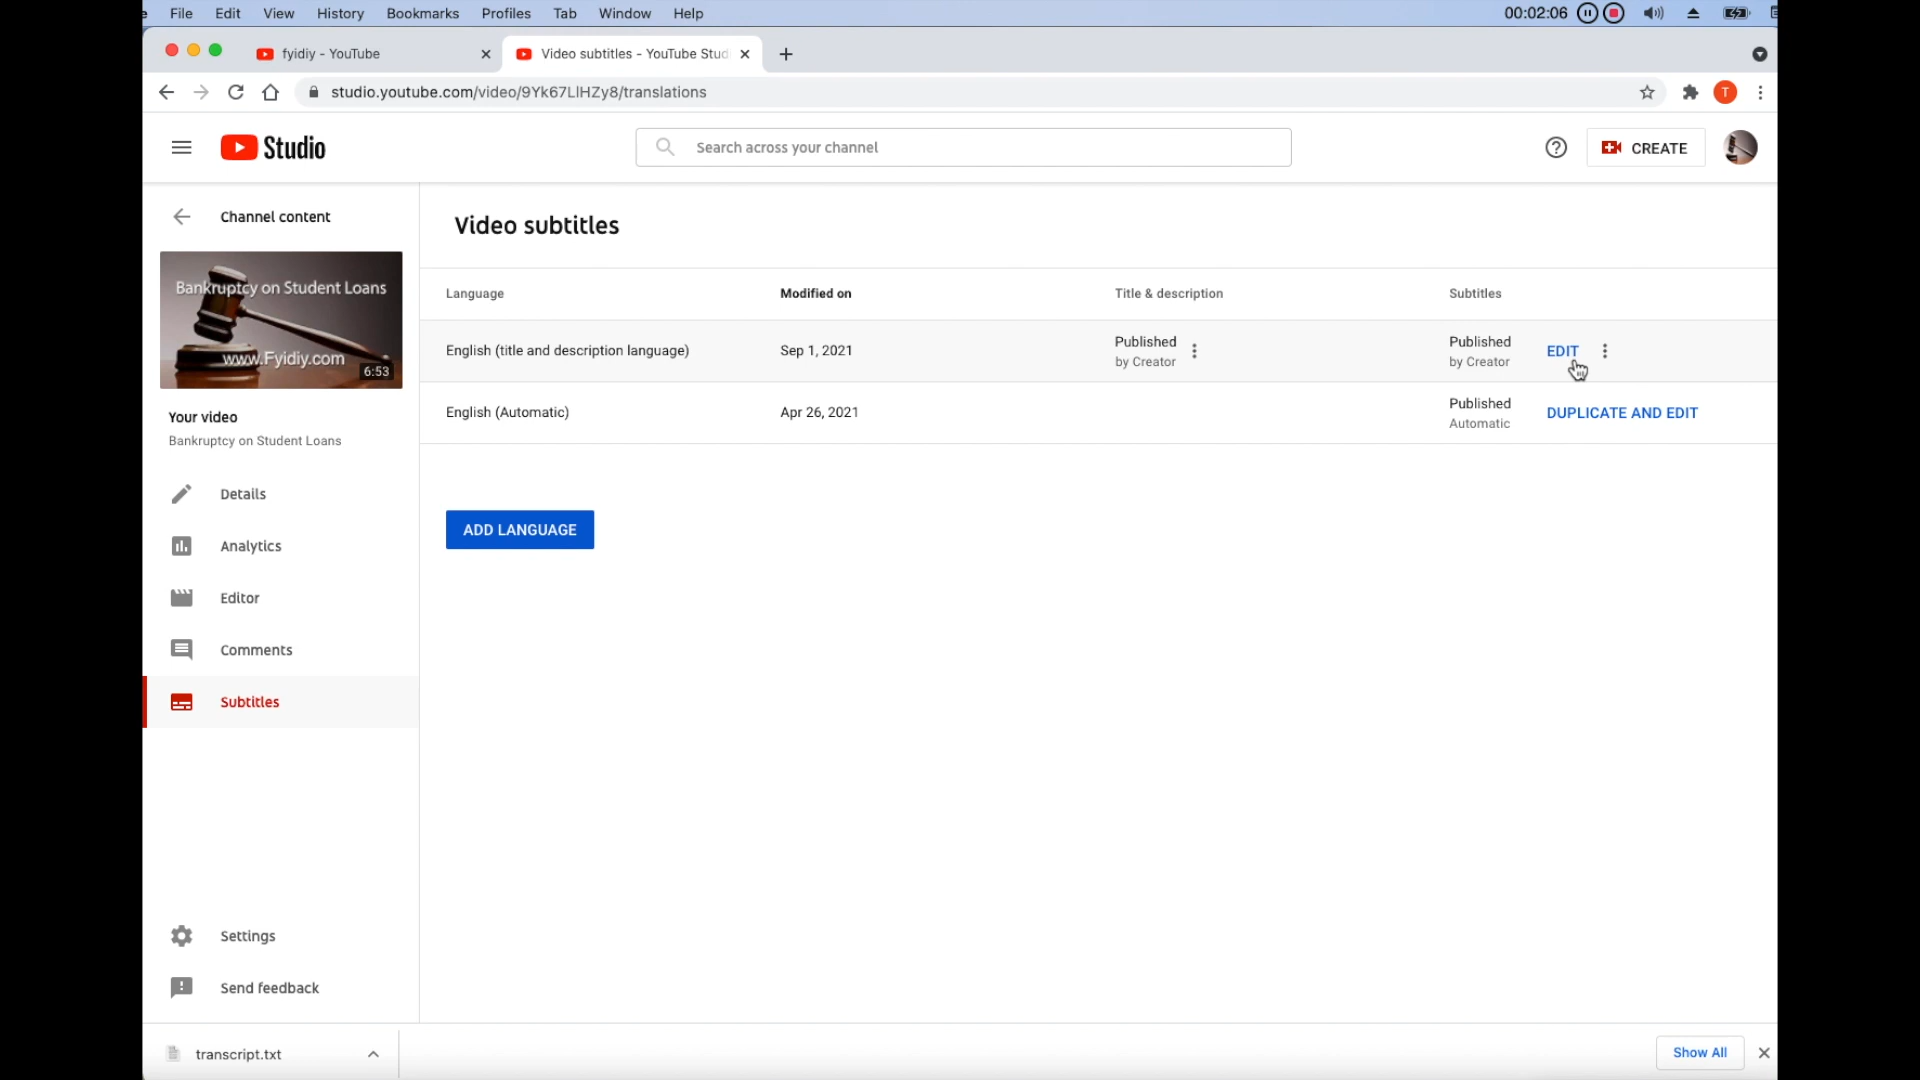 File Edit View History Bookmarks Profiles Tab Window Help 00:02:06
fyidiy - YouTube
Video subtitles - YouTube Stud
studio.youtube.com/video/9Yk67LlHZy8/translations
T
Studio
Search across your channel
CREATE
Channel content
Bankruptcy on Student Loans
www.Fyidiy.com
6:53
Your video
Bankruptcy on Student Loans
Details
Analytics
Editor
Comments
Subtitles
Settings
Send feedback
Video subtitles
Language Modified on Title & description Subtitles
English (title and description language) Sep 1, 2021 Published by Creator Published by Creator EDIT
English (Automatic) Apr 26, 2021 Published Automatic DUPLICATE AND EDIT
ADD LANGUAGE
transcript.txt
Show All